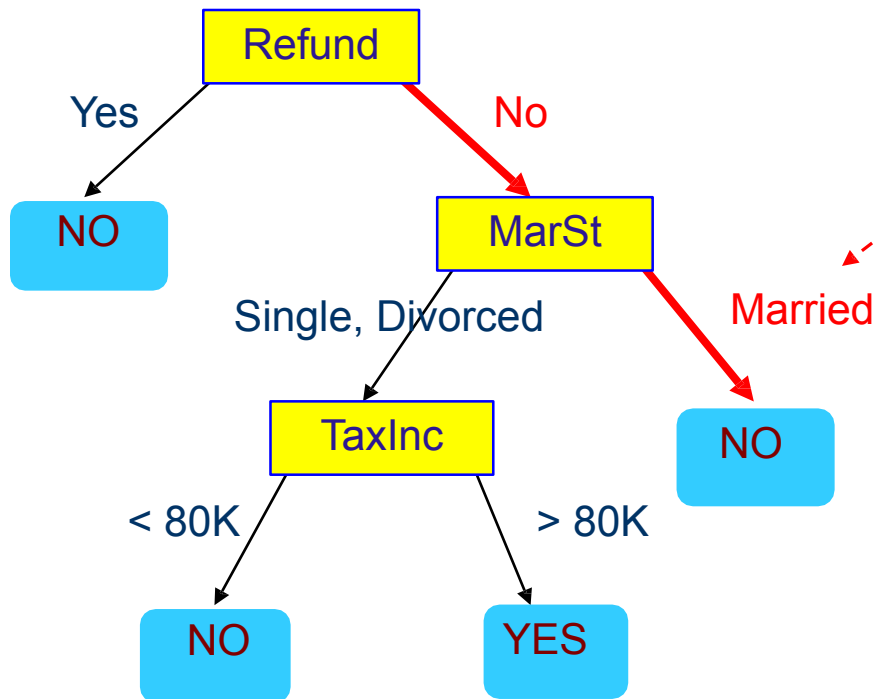 Refund
Yes
No
NO
MarSt
Single, Divorced
Married
TaxInc
NO
< 80K
> 80K
NO
YES